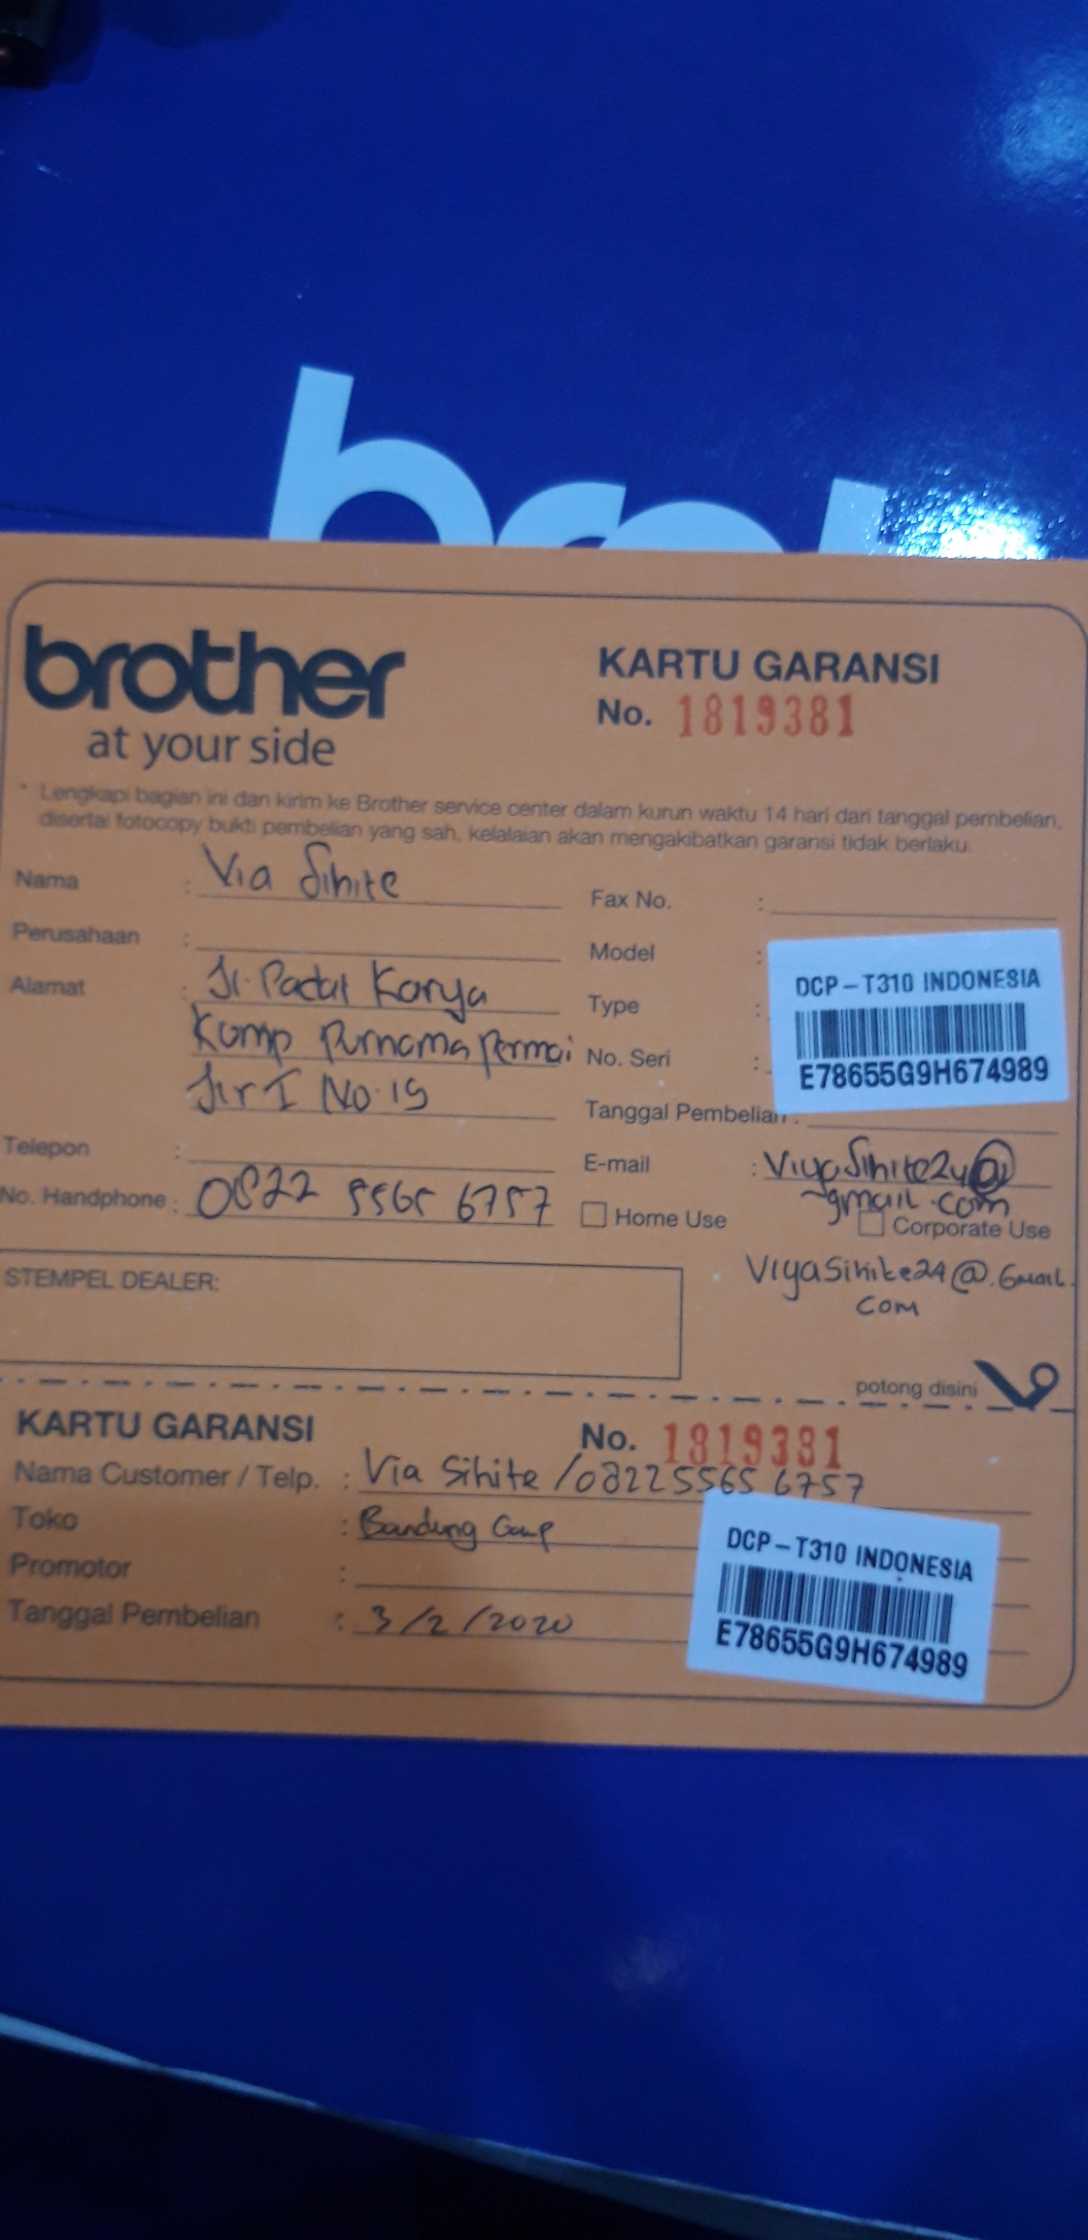 brother
at your side
KARTU GARANSI
No. 1819381
* Lengkapi bagian ini dan kirim ke Brother service center dalam kurun waktu 14 hari dari tanggal pembelian,
disertai fotocopy bukti pembelian yang sah, kelalaian akan mengakibatkan garansi tidak berlaku.
Nama : Via Sihite
Perusahaan :
Alamat : Jl. Padat Karya
Komp Purnama Permai
Jlr I No. 19
Telepon :
No. Handphone : 0822 5565 6757
Fax No. :
Model :
Type :
No. Seri :
DCP-T310 INDONESIA
E78655G9H674989
Tanggal Pembelian :
E-mail : ViyaSihite24@
gmail.com
Home Use
Corporate Use
ViyaSihite24@.Gmail.
com
STEMPEL DEALER:
potong disini
KARTU GARANSI
No. 1819381
Nama Customer / Telp. : Via Sihite /0822 5565 6757
Toko : Bandung Comp
Promotor :
Tanggal Pembelian : 3/2/2020
DCP-T310 INDONESIA
E78655G9H674989